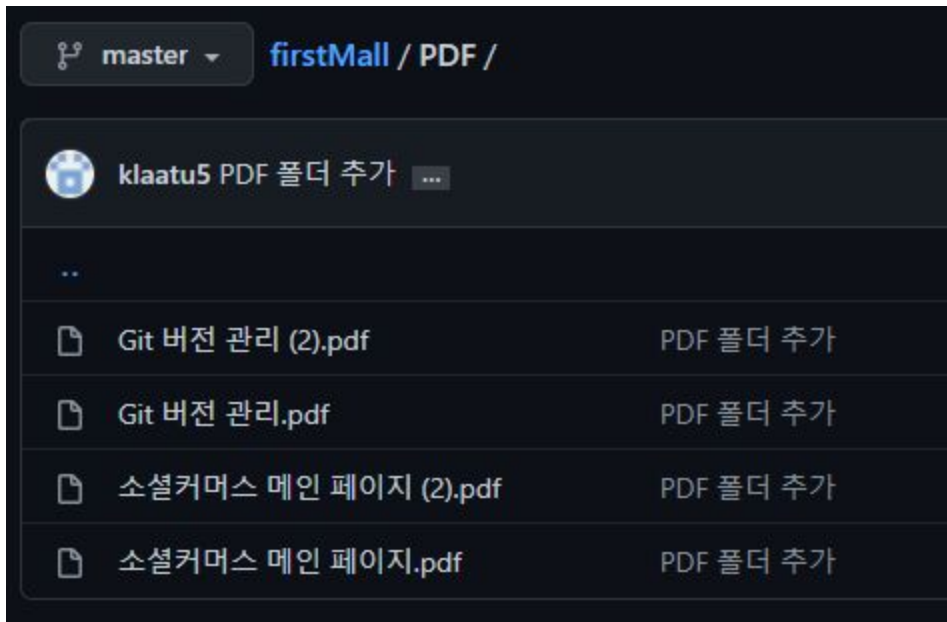 master firstMall / PDF /
klaatu5 PDF 폴더 추가 ...
..
Git 버전 관리 (2).pdf PDF 폴더 추가
Git 버전 관리.pdf PDF 폴더 추가
소셜커머스 메인 페이지 (2).pdf PDF 폴더 추가
소셜커머스 메인 페이지.pdf PDF 폴더 추가